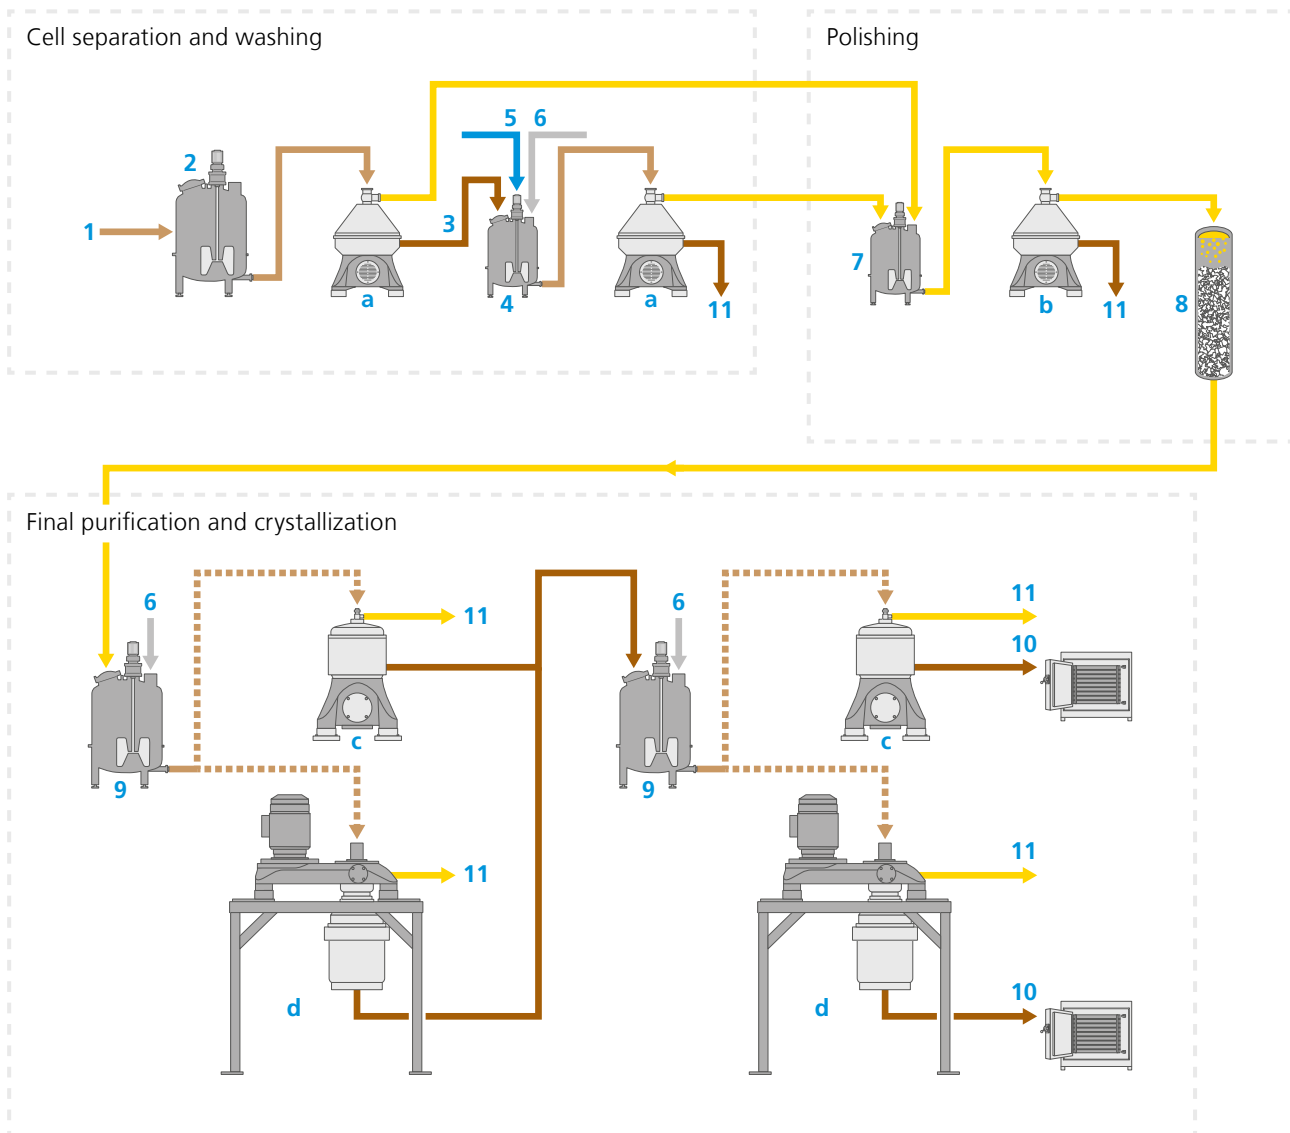 Cell separation and washing
Polishing
5 6
2
1
3
7
a
4
a
11
b
11
8
Final purification and crystallization
6
11
6
11
10
c
c
9
9
11
11
d
d
10